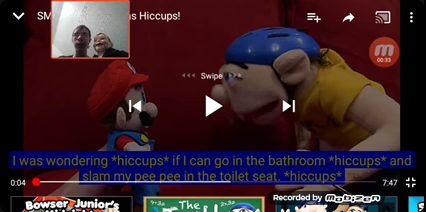 SM
s Hiccups!
00:33
Swipe
I was wondering *hiccups* if I can go in the bathroom *hiccups* and
slam my pee pee in the toilet seat. *hiccups*
0:04
7:47
Recorded by Mobizen
Bowser Junior's
The